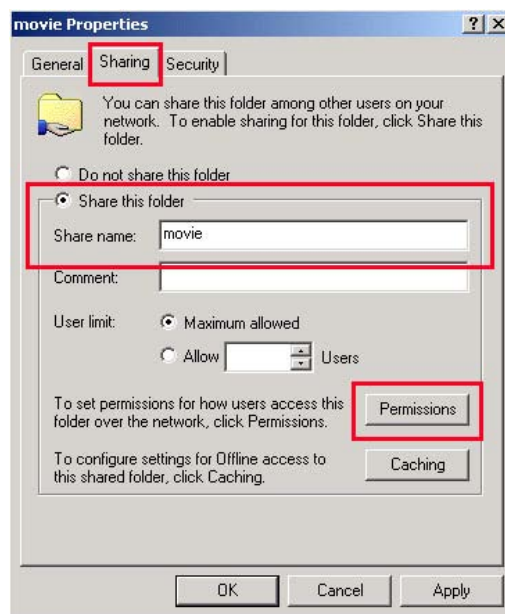 movie Properties
General Sharing Security
You can share this folder among other users on your
network. To enable sharing for this folder, click Share this
folder.
Do not share this folder
Share this folder
Share name: movie
Comment:
User limit: Maximum allowed
Allow Users
To set permissions for how users access this
folder over the network, click Permissions.
Permissions
To configure settings for Offline access to
this shared folder, click Caching.
Caching
OK Cancel Apply